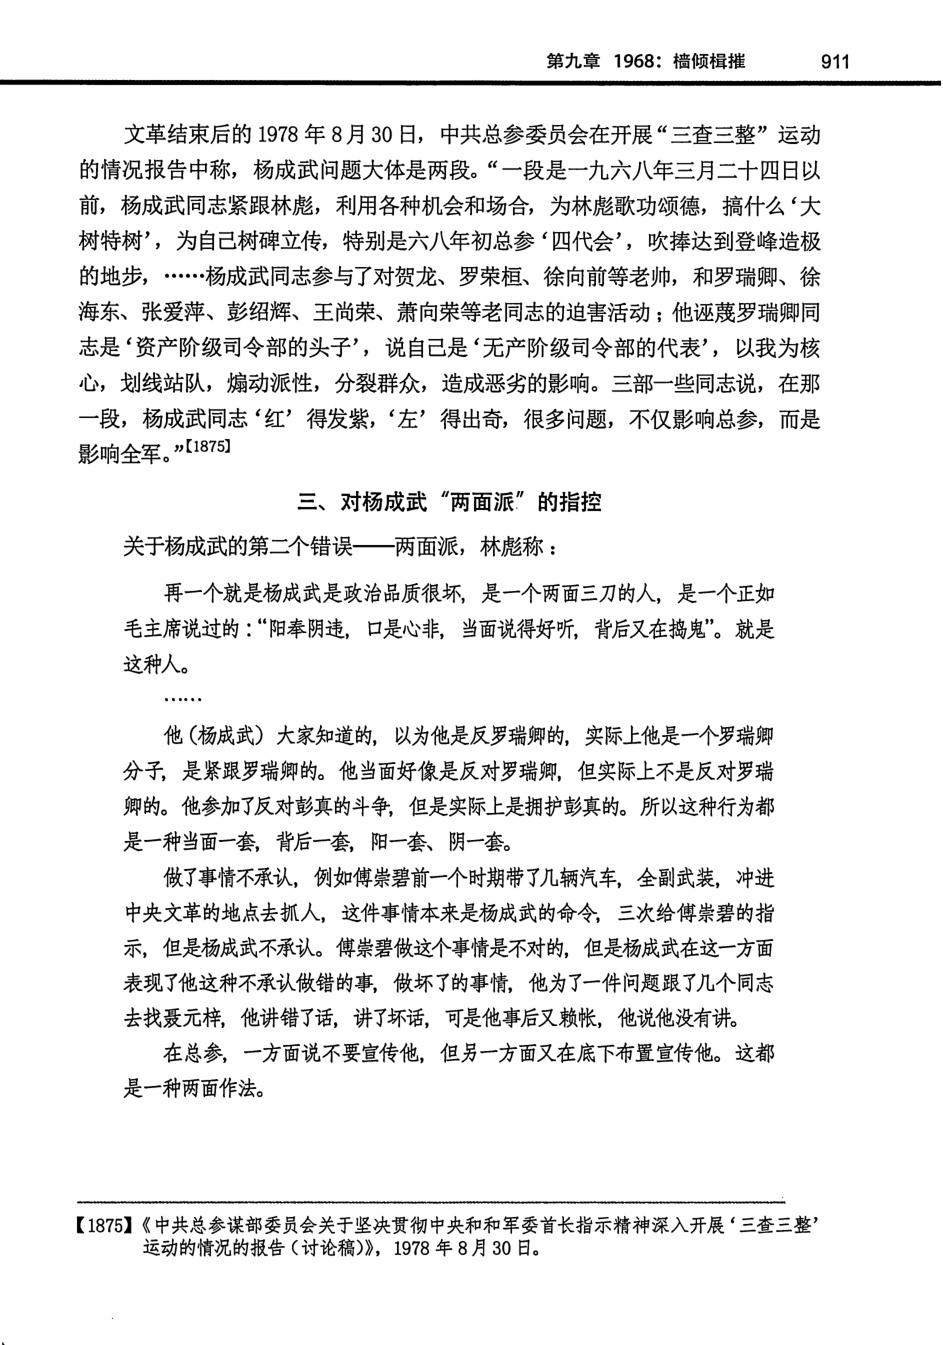 第九章 1968：樯倾楫摧 911
文革结束后的 1978 年 8 月 30 日，中共总参委员会在开展“三查三整”运动
的情况报告中称，杨成武问题大体是两段。“一段是一九六八年三月二十四日以
前，杨成武同志紧跟林彪，利用各种机会和场合，为林彪歌功颂德，搞什么‘大
树特树’，为自己树碑立传，特别是六八年初总参‘四代会’，吹捧达到登峰造极
的地步，……杨成武同志参与了对贺龙、罗荣桓、徐向前等老帅，和罗瑞卿、徐
海东、张爱萍、彭绍辉、王尚荣、萧向荣等老同志的迫害活动；他诬蔑罗瑞卿同
志是‘资产阶级司令部的头子’，说自己是‘无产阶级司令部的代表’，以我为核
心，划线站队，煽动派性，分裂群众，造成恶劣的影响。三部一些同志说，在那
一段，杨成武同志‘红’得发紫，‘左’得出奇，很多问题，不仅影响总参，而是
影响全军。”【1875】
三、对杨成武“两面派”的指控
关于杨成武的第二个错误——两面派，林彪称：
再一个就是杨成武是政治品质很坏，是一个两面三刀的人，是一个正如
毛主席说过的：“阳奉阴违，口是心非，当面说得好听，背后又在捣鬼”。就是
这种人。
……
他（杨成武）大家知道的，以为他是反罗瑞卿的，实际上他是一个罗瑞卿
分子，是紧跟罗瑞卿的。他当面好像是反对罗瑞卿，但实际上不是反对罗瑞
卿的。他参加了反对彭真的斗争，但是实际上是拥护彭真的。所以这种行为都
是一种当面一套，背后一套，阳一套、阴一套。
做了事情不承认，例如傅崇碧前一个时期带了几辆汽车，全副武装，冲进
中央文革的地点去抓人，这件事情本来是杨成武的命令，三次给傅崇碧的指
示，但是杨成武不承认。傅崇碧做这个事情是不对的，但是杨成武在这一方面
表现了他这种不承认做错的事，做坏了的事情，他为了一件问题跟了几个同志
去找聂元梓，他讲错了话，讲了坏话，可是他事后又赖帐，他说他没有讲。
在总参，一方面说不要宣传他，但另一方面又在底下布置宣传他。这都
是一种两面作法。
【1875】《中共总参谋部委员会关于坚决贯彻中央和和军委首长指示精神深入开展‘三查三整’
运动的情况的报告（讨论稿）》，1978 年 8 月 30 日。